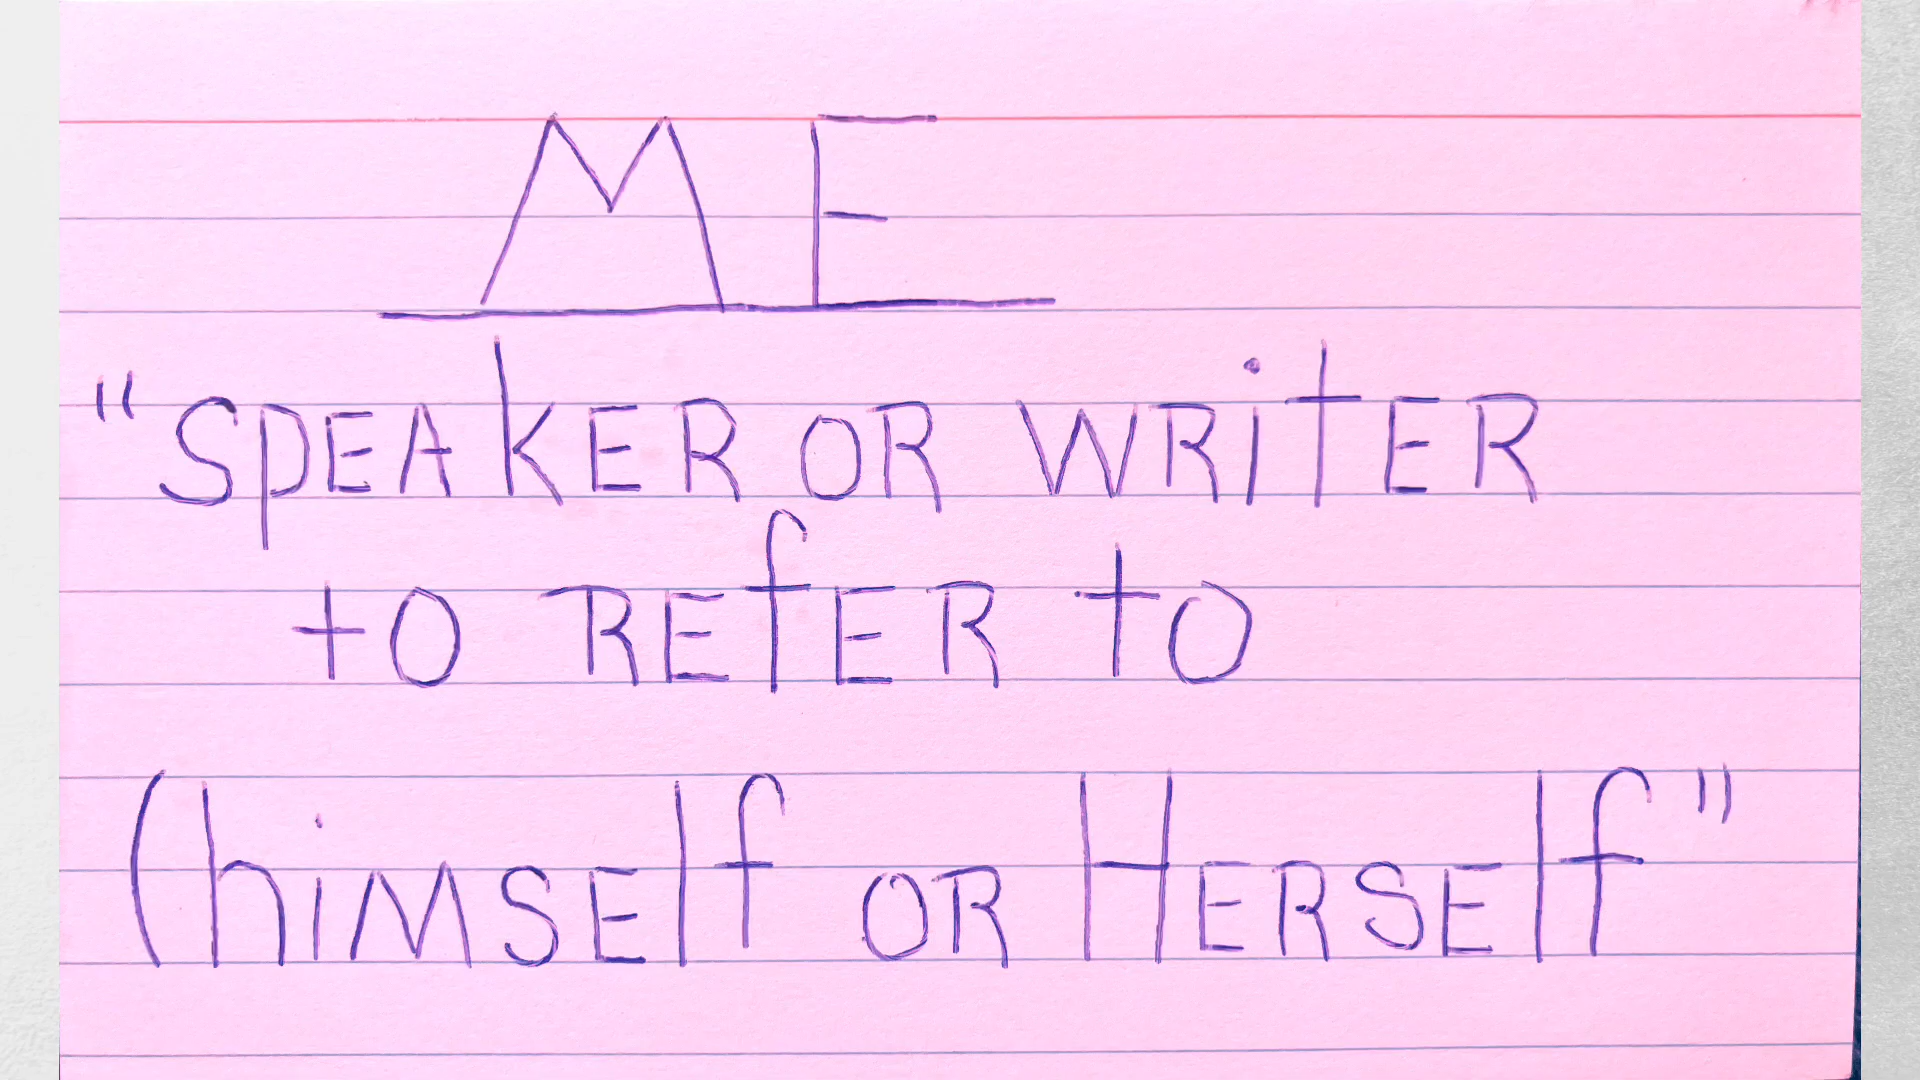 ME
"SpEAkER OR WRitER
to REfER to
(hiMSElf OR HERSElf"